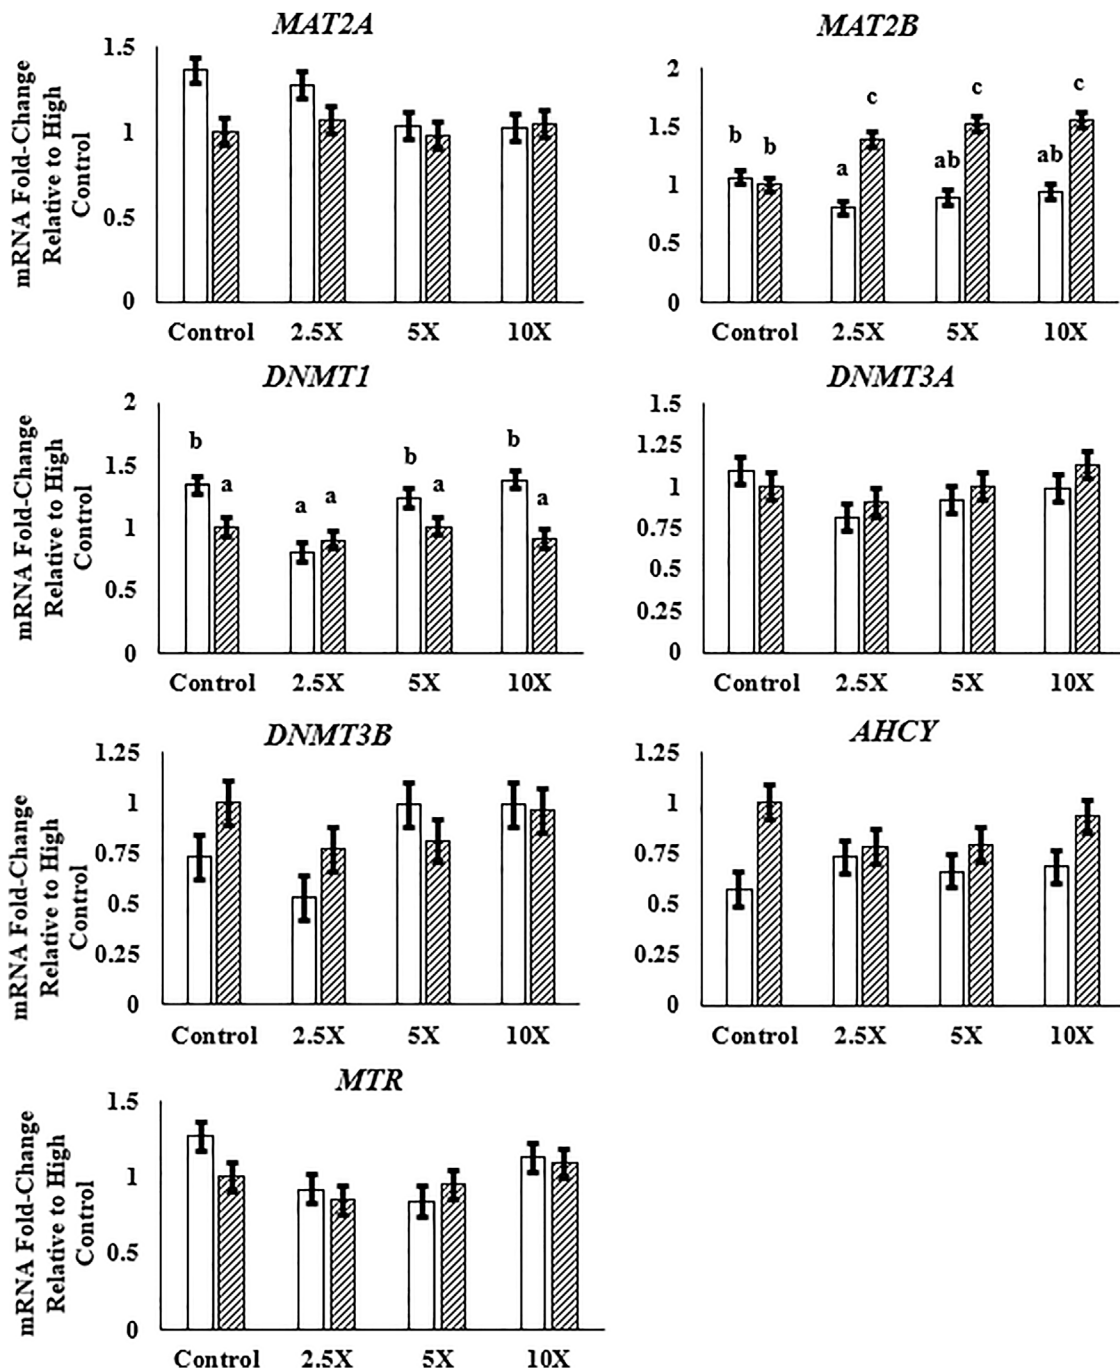 MAT2A
mRNA Fold-Change
Relative to High
Control
1.5
1
0.5
0
Control 2.5X 5X 10X
MAT2B
2
1.5
1
0.5
0
b b a c ab c ab c
Control 2.5X 5X 10X
DNMT1
mRNA Fold-Change
Relative to High
Control
2
1.5
1
0.5
0
b a a a b a b a
Control 2.5X 5X 10X
DNMT3A
1.5
1.25
1
0.75
0.5
0.25
0
Control 2.5X 5X 10X
DNMT3B
mRNA Fold-Change
Relative to High
Control
1.25
1
0.75
0.5
0.25
0
Control 2.5X 5X 10X
AHCY
1.25
1
0.75
0.5
0.25
0
Control 2.5X 5X 10X
MTR
mRNA Fold-Change
Relative to High
Control
1.5
1
0.5
0
Control 2.5X 5X 10X